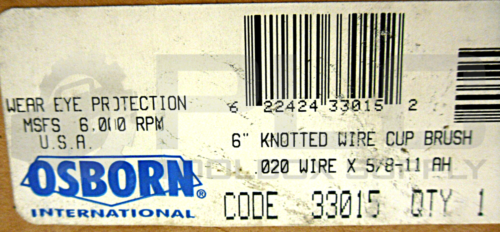 WEAR EYE PROTECTION
MSFS 6,000 RPM
U.S.A.
OSBORN®
INTERNATIONAL
6 22424 33015 2
6" KNOTTED WIRE CUP BRUSH
.020 WIRE X 5/8-11 AH
CODE 33015 QTY 1